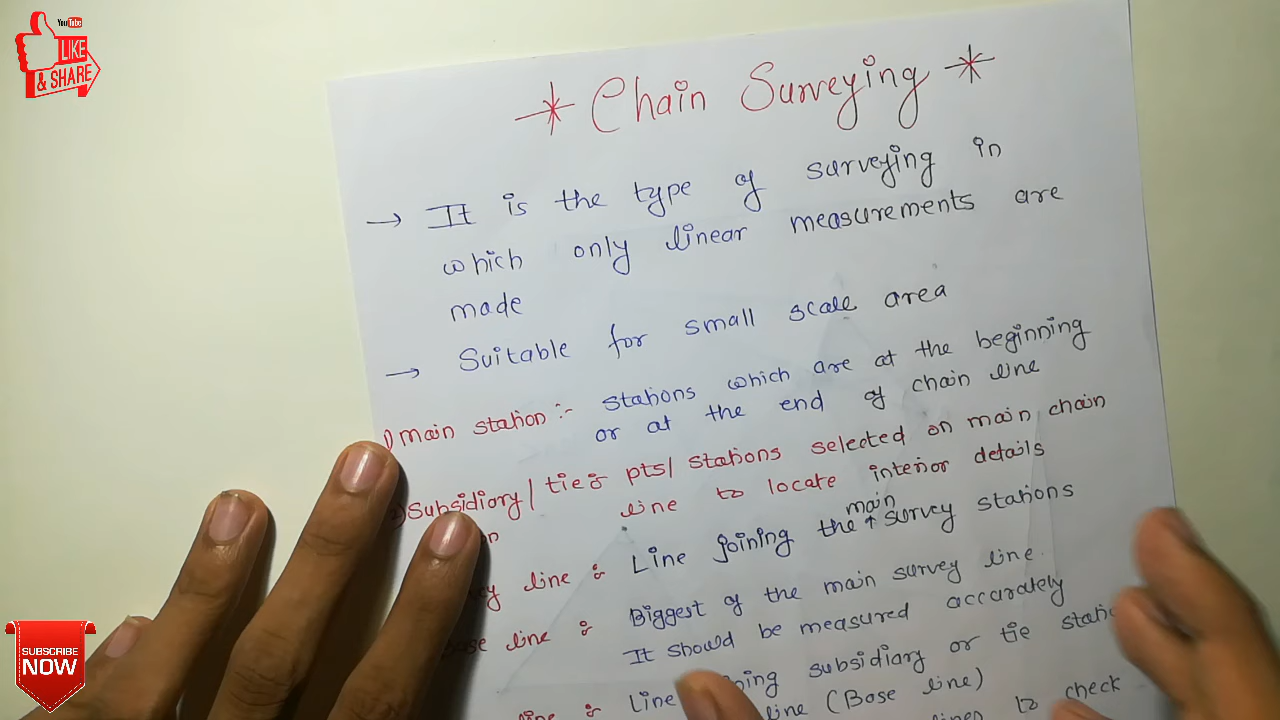 YouTube
LIKE
& SHARE
* Chain Surveying *
→ It is the type of surveying in
which only linear measurements are
made
→ Suitable for small scale area
1) main station :- stations which are at the beginning
or at the end of chain line
Subsidiary / tie :- pts/ stations selected on main chain
line to locate interior details
main
line :- Line joining the ↑ survey stations
line :- Biggest of the main survey line.
It should be measured accurately
line :- Line subsidiary or tie
line (Base line)
to check
SUBSCRIBE
NOW